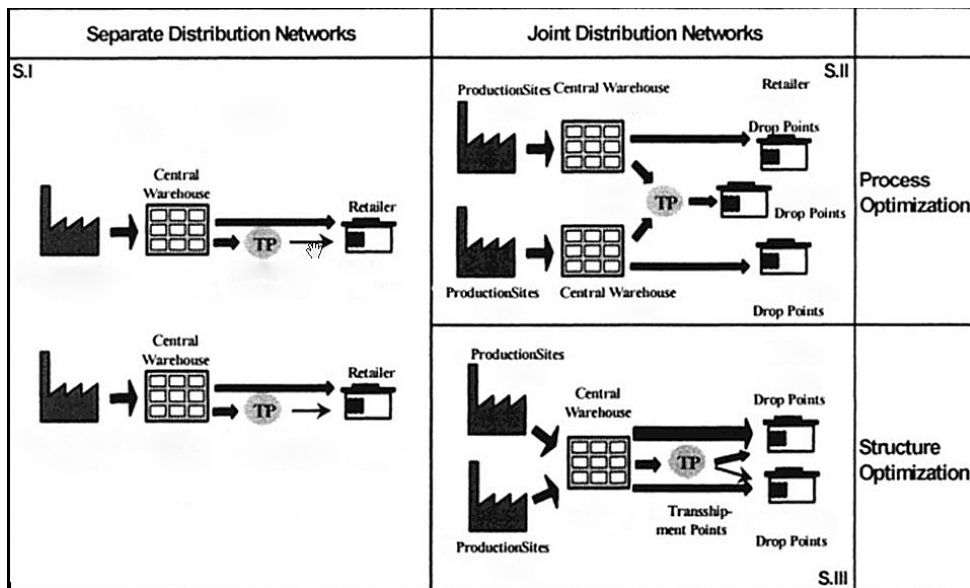 Separate Distribution Networks
Joint Distribution Networks
S.I
Central
Warehouse
Retailer
TP
Central
Warehouse
Retailer
TP
S.II
ProductionSites
Central Warehouse
Retailer
Drop Points
TP
Drop Points
ProductionSites
Central Warehouse
Drop Points
Process
Optimization
ProductionSites
Central
Warehouse
Drop Points
TP
Transship-
ment Points
ProductionSites
Drop Points
S.III
Structure
Optimization